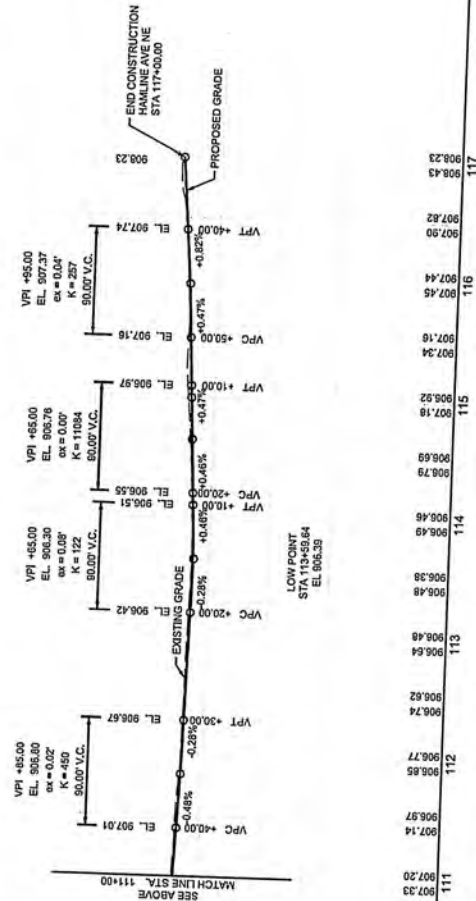 SEE ABOVE
MATCH LINE STA. 111+00
VPI +85.00
EL. 906.80
ex = 0.02'
K = 450
90.00' V.C.
VPC +40.00
EL. 907.01
-0.48%
-0.28%
VPT +30.00
EL. 906.67
EXISTING GRADE
VPI +65.00
EL. 906.30
ex = 0.08'
K = 122
90.00' V.C.
VPC +20.00
EL. 906.42
-0.28%
+0.46%
VPT +10.00
EL. 906.51
VPI +65.00
EL. 906.76
ex = 0.00'
K = 11084
90.00' V.C.
VPC +20.00
EL. 906.55
+0.46%
+0.47%
VPT +10.00
EL. 906.97
VPI +95.00
EL. 907.37
ex = 0.04'
K = 257
90.00' V.C.
VPC +50.00
EL. 907.16
+0.47%
+0.82%
VPT +40.00
EL. 907.74
908.23
END CONSTRUCTION
HAMLINE AVE NE
STA 117+00.00
PROPOSED GRADE
LOW POINT
STA 113+59.64
EL 906.39
907.33
907.20
907.14
906.97
906.85
906.77
906.74
906.62
906.64
906.48
906.48
906.38
906.49
906.46
906.79
906.69
907.18
906.92
907.34
907.16
907.45
907.44
907.90
907.82
908.43
908.23
111
112
113
114
115
116
117